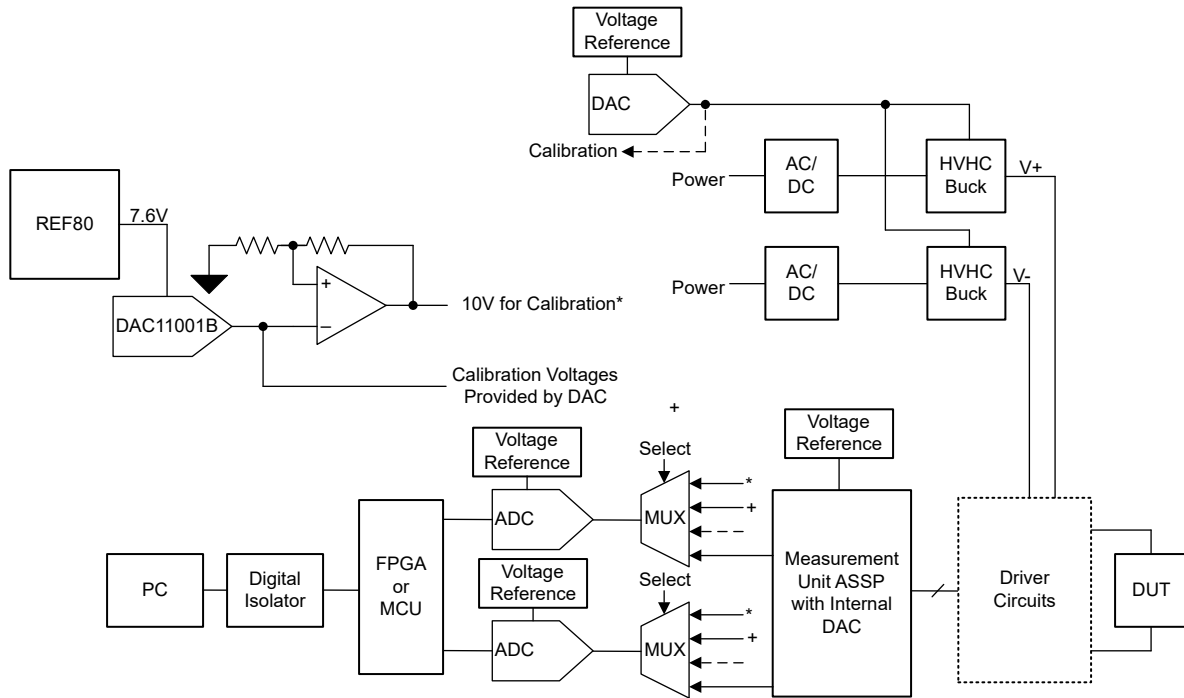 Voltage
Reference
DAC
Calibration
Power
AC/
DC
HVHC
Buck
V+
REF80
7.6V
+
−
10V for Calibration*
DAC11001B
Power
AC/
DC
HVHC
Buck
V-
Calibration Voltages
Provided by DAC
+
Voltage
Reference
Select
Voltage
Reference
ADC
MUX
*
+
PC
Digital
Isolator
FPGA
or
MCU
Voltage
Reference
Select
Measurement
Unit ASSP
with Internal
DAC
Driver
Circuits
DUT
ADC
MUX
*
+